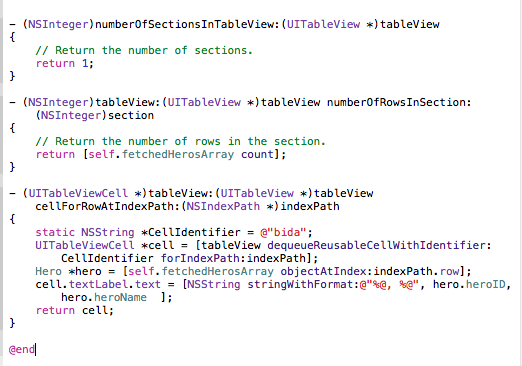 - (NSInteger)numberOfSectionsInTableView:(UITableView *)tableView
{
    // Return the number of sections.
    return 1;
}

- (NSInteger)tableView:(UITableView *)tableView numberOfRowsInSection:
    (NSInteger)section
{
    // Return the number of rows in the section.
    return [self.fetchedHerosArray count];
}

- (UITableViewCell *)tableView:(UITableView *)tableView
    cellForRowAtIndexPath:(NSIndexPath *)indexPath
{
    static NSString *CellIdentifier = @"bida";
    UITableViewCell *cell = [tableView dequeueReusableCellWithIdentifier:
        CellIdentifier forIndexPath:indexPath];
    Hero *hero = [self.fetchedHerosArray objectAtIndex:indexPath.row];
    cell.textLabel.text = [NSString stringWithFormat:@"%@, %@", hero.heroID,
        hero.heroName  ];
    return cell;
}

@end